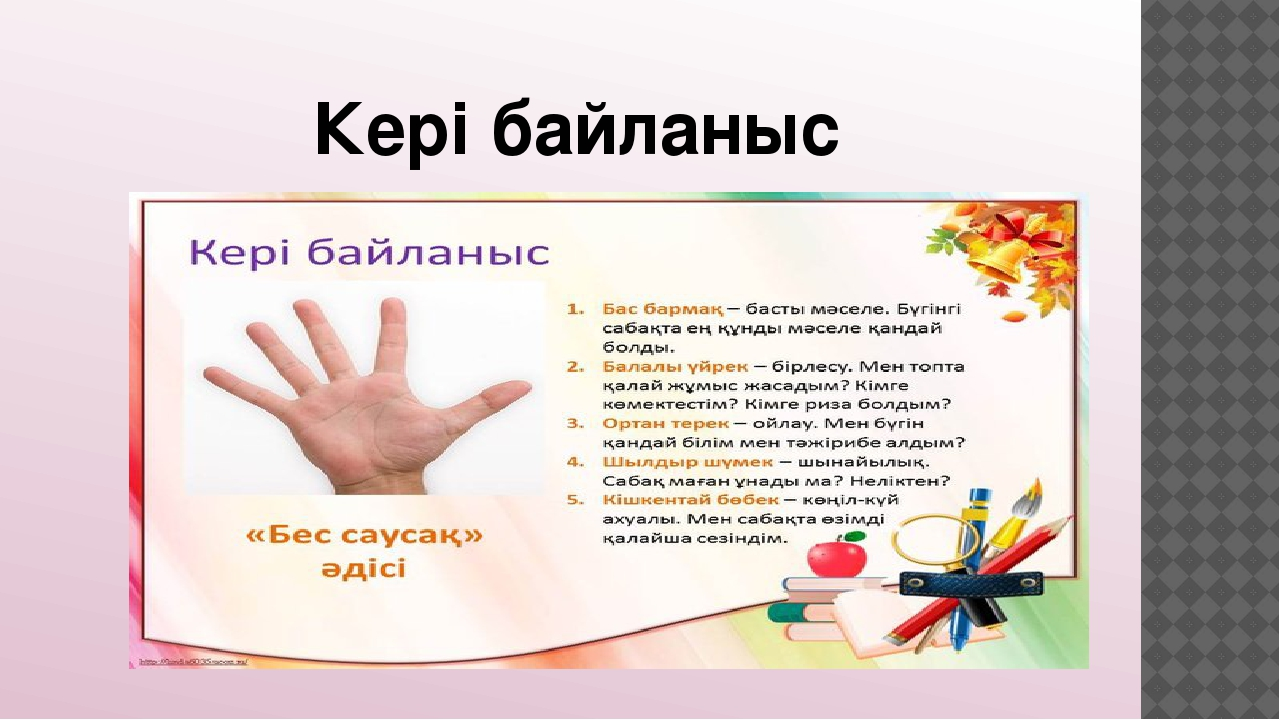 Кері байланыс
Кері байланыс
1. Бас бармақ – басты мәселе. Бүгінгі
сабақта ең құнды мәселе қандай
болды.
2. Балалы үйрек – бірлесу. Мен топта
қалай жұмыс жасадым? Кімге
көмектестім? Кімге риза болдым?
3. Ортан терек – ойлау. Мен бүгін
қандай білім мен тәжірибе алдым?
4. Шылдыр шүмек – шынайылық.
Сабақ маған ұнады ма? Неліктен?
5. Кішкентай бөбек – көңіл-күй
ахуалы. Мен сабақта өзімді
қалайша сезіндім.
«Бес саусақ»
әдісі